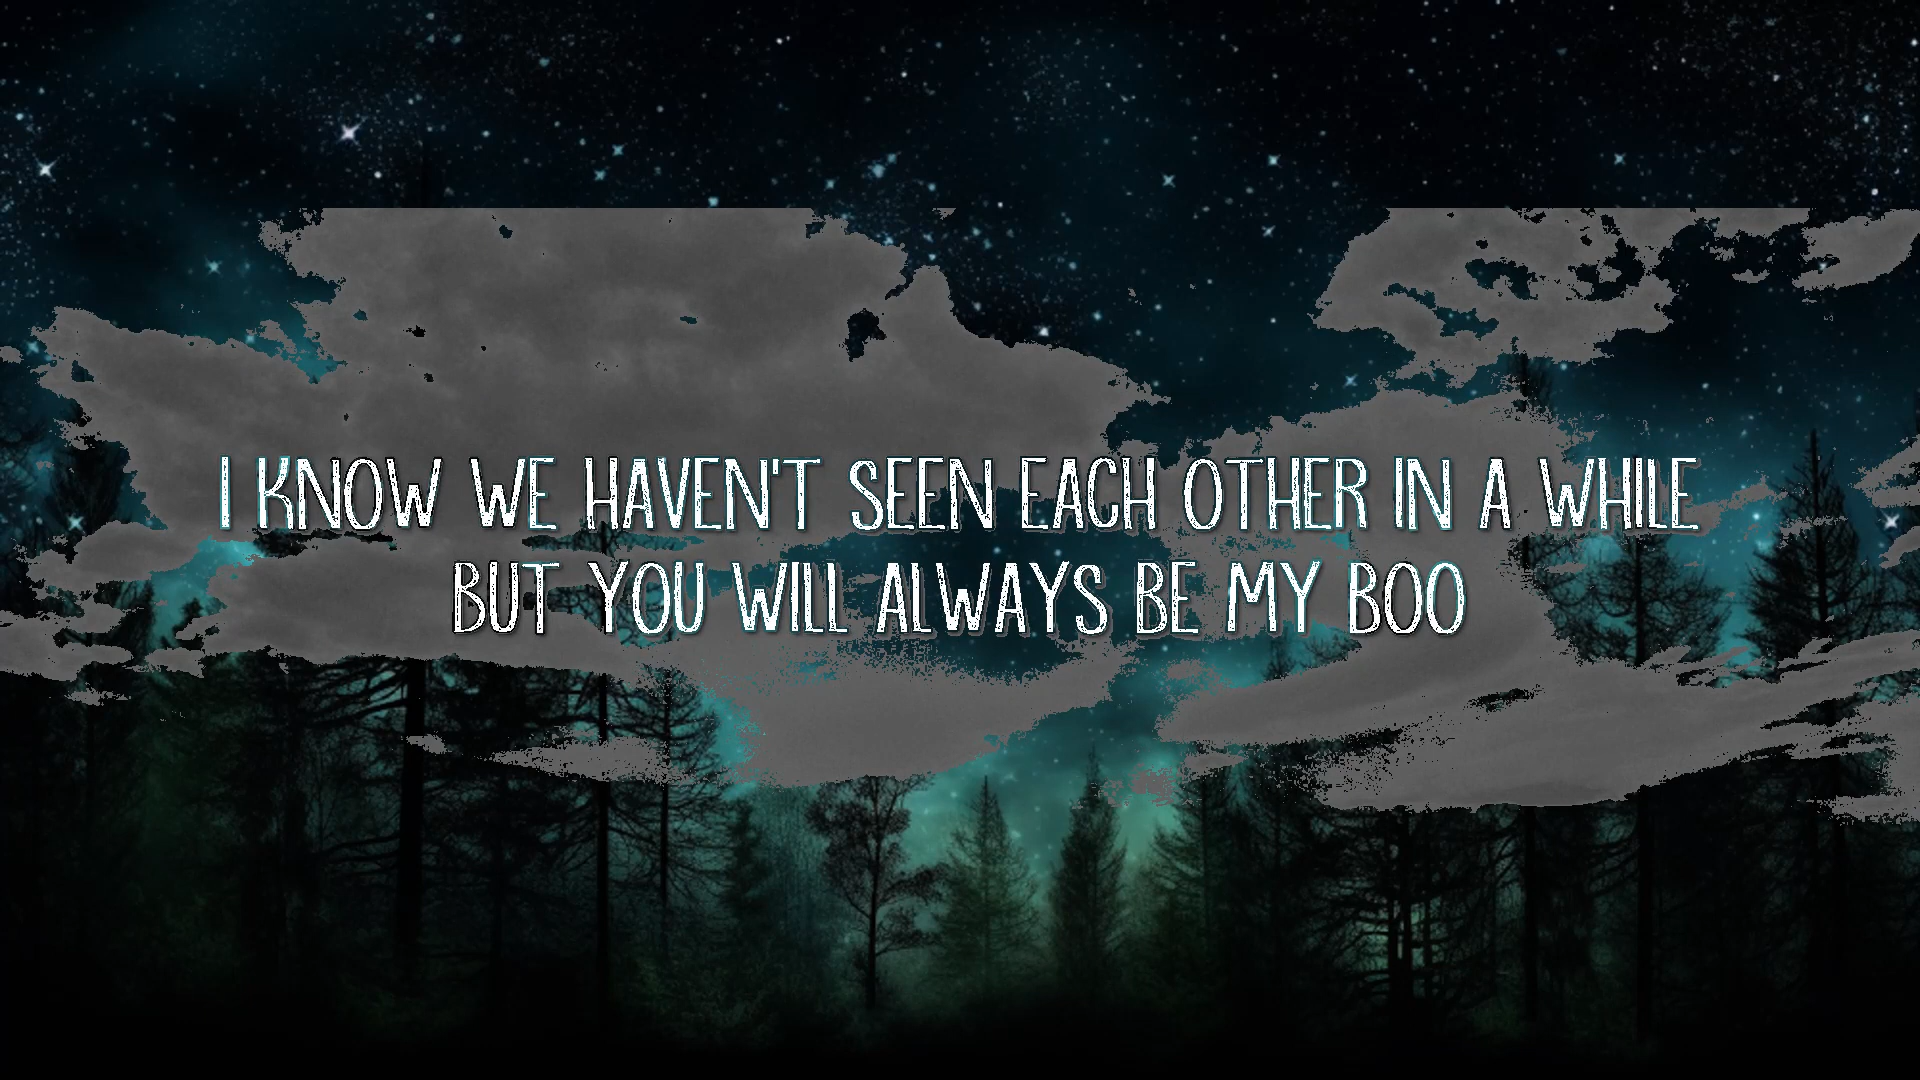 I KNOW WE HAVEN'T SEEN EACH OTHER IN A WHILE
BUT YOU WILL ALWAYS BE MY BOO